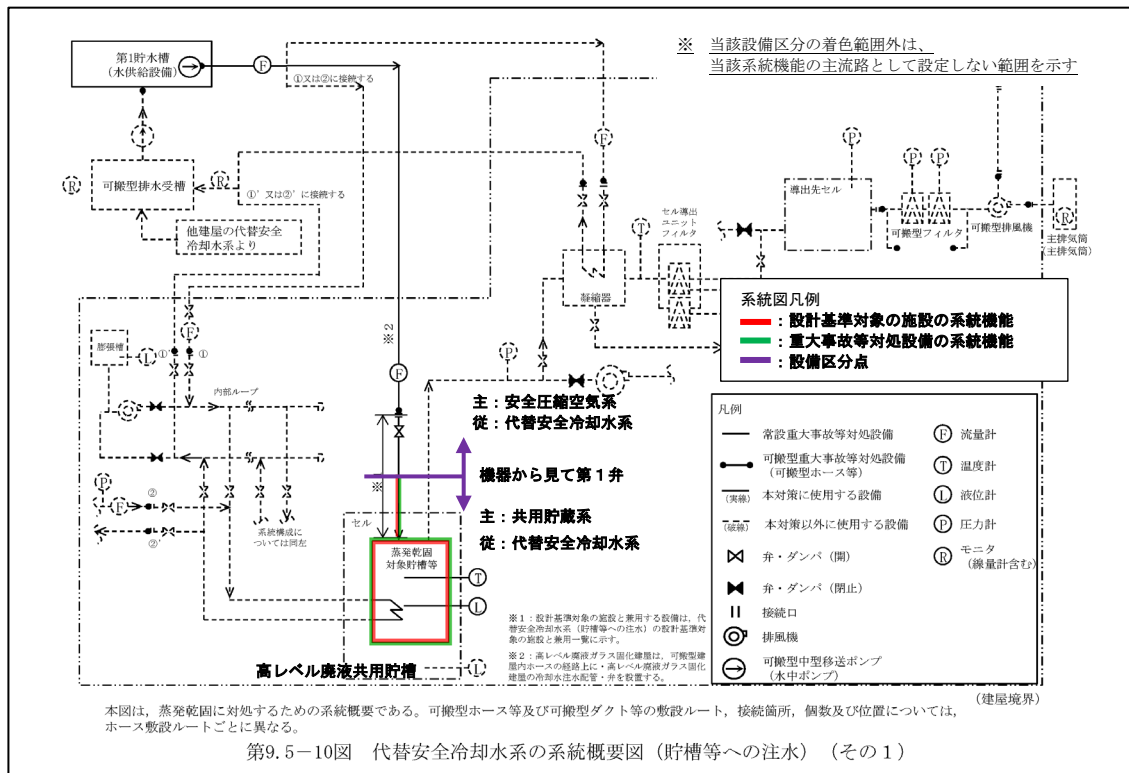 ※ 当該設備区分の着色範囲外は、
当該系統機能の主流路として設定しない範囲を示す
第1貯水槽
(水供給設備)
F
①又は②に接続する
F
P
P
P
R
可搬型排水受槽
R
①’又は②’に接続する
他建屋の代替安全
冷却水系より
導出先セル
可搬型フィルタ
可搬型排風機
R
主排気筒
(主排気筒)
セル導出
ユニット
フィルタ
T
凝縮器
系統図凡例
：設計基準対象の施設の系統機能
：重大事故等対処設備の系統機能
：設備区分点
※2
膨張槽
L
F
①’
①
内部ループ
F
P
主：安全圧縮空気系
従：代替安全冷却水系
機器から見て第1弁
※
主：共用貯蔵系
従：代替安全冷却水系
P
F
②
②’
系統構成に
ついては同左
セル
蒸発乾固
対象貯槽等
T
L
高レベル廃液共用貯槽
L
※1：設計基準対象の施設と兼用する設備は、代
替安全冷却水系（貯槽等への注水）の設計基準対
象の施設と兼用一覧に示す。
※2：高レベル廃液ガラス固化建屋は、可搬型建
屋内ホースの経路上に・高レベル廃液ガラス固化
建屋の冷却水注水配管・弁を設置する。
凡例
常設重大事故等対処設備
可搬型重大事故等対処設備
(可搬型ホース等)
(実線) 本対策に使用する設備
(破線) 本対策以外に使用する設備
弁・ダンパ（開）
弁・ダンパ（閉止）
接続口
排風機
可搬型中型移送ポンプ
(水中ポンプ)
F 流量計
T 温度計
L 液位計
P 圧力計
R モニタ
(線量計含む)
(建屋境界)
本図は，蒸発乾固に対処するための系統概要である。可搬型ホース等及び可搬型ダクト等の敷設ルート，接続箇所，個数及び位置については，
ホース敷設ルートごとに異なる。
第9.5－10図 代替安全冷却水系の系統概要図（貯槽等への注水）（その1）